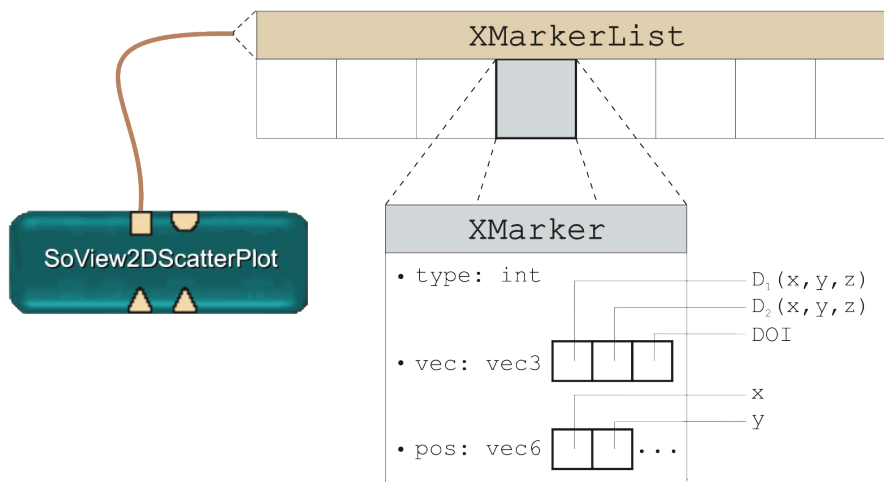 XMarkerList
SoView2DScatterPlot
XMarker
• type: int
D₁(x,y,z)
D₂(x,y,z)
DOI
• vec: vec3
x
y
• pos: vec6 ...